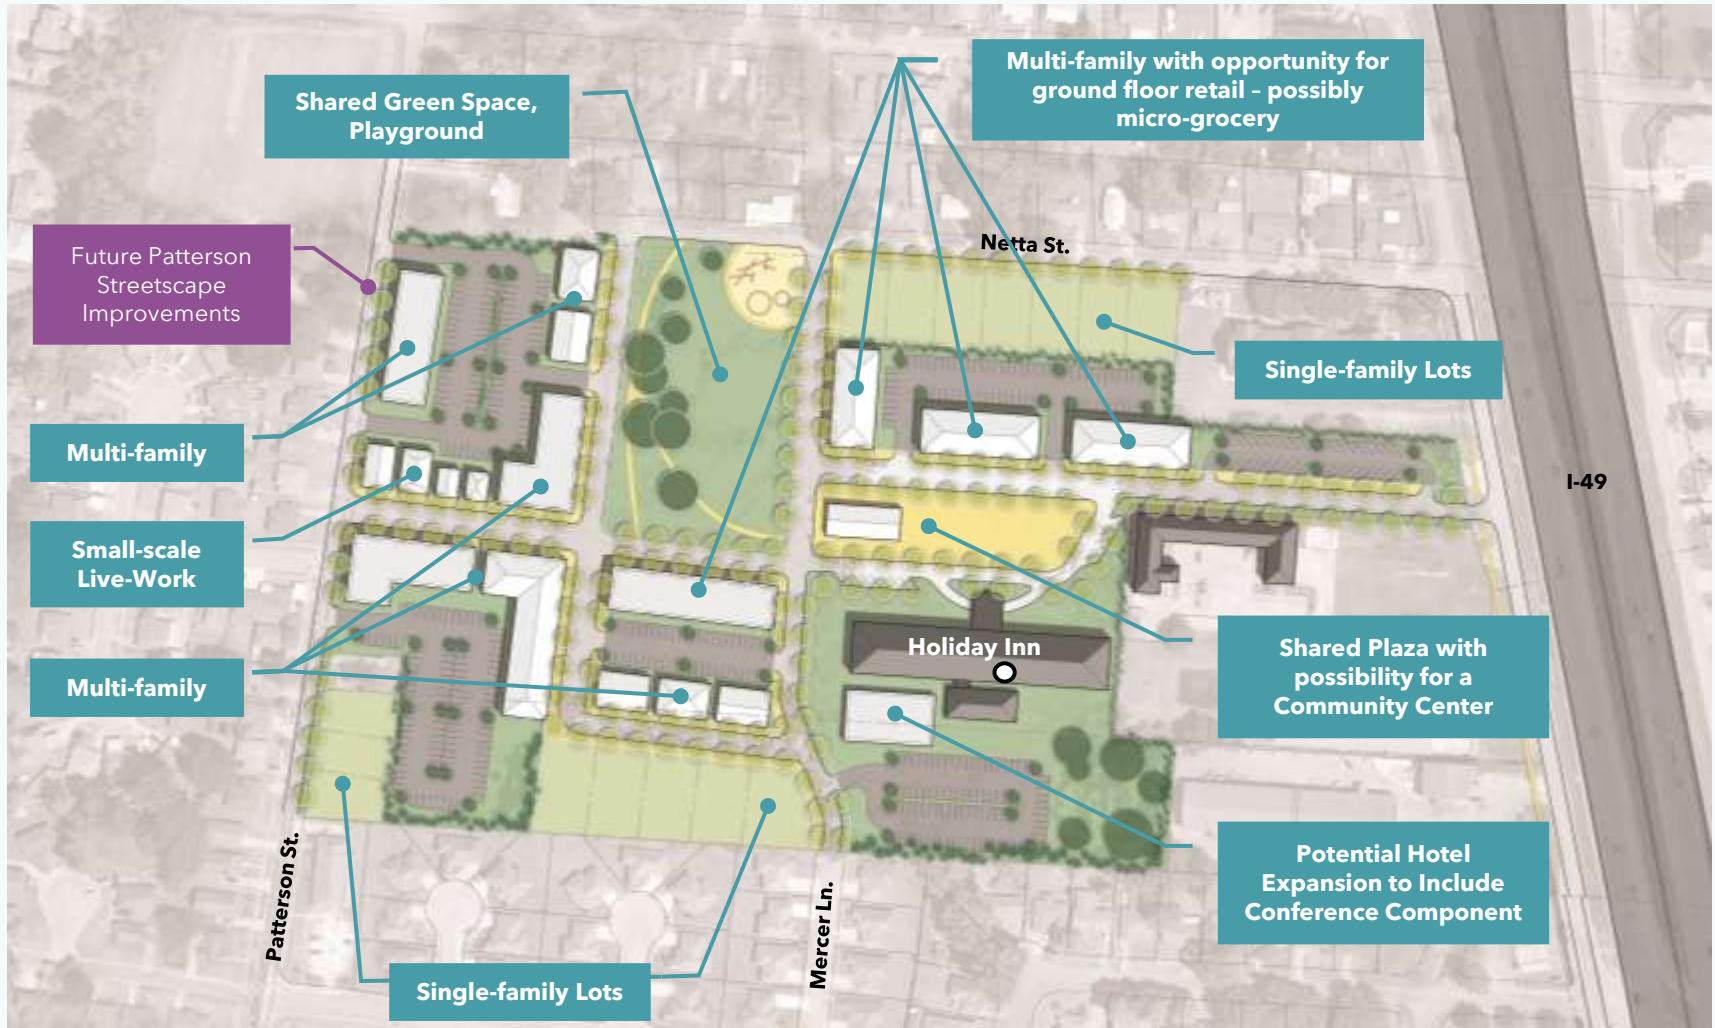 Shared Green Space,
Playground
Multi-family with opportunity for
ground floor retail – possibly
micro-grocery
Future Patterson
Streetscape
Improvements
Netta St.
Single-family Lots
Multi-family
I-49
Small-scale
Live-Work
Holiday Inn
Shared Plaza with
possibility for a
Community Center
Multi-family
Potential Hotel
Expansion to Include
Conference Component
Patterson St.
Mercer Ln.
Single-family Lots